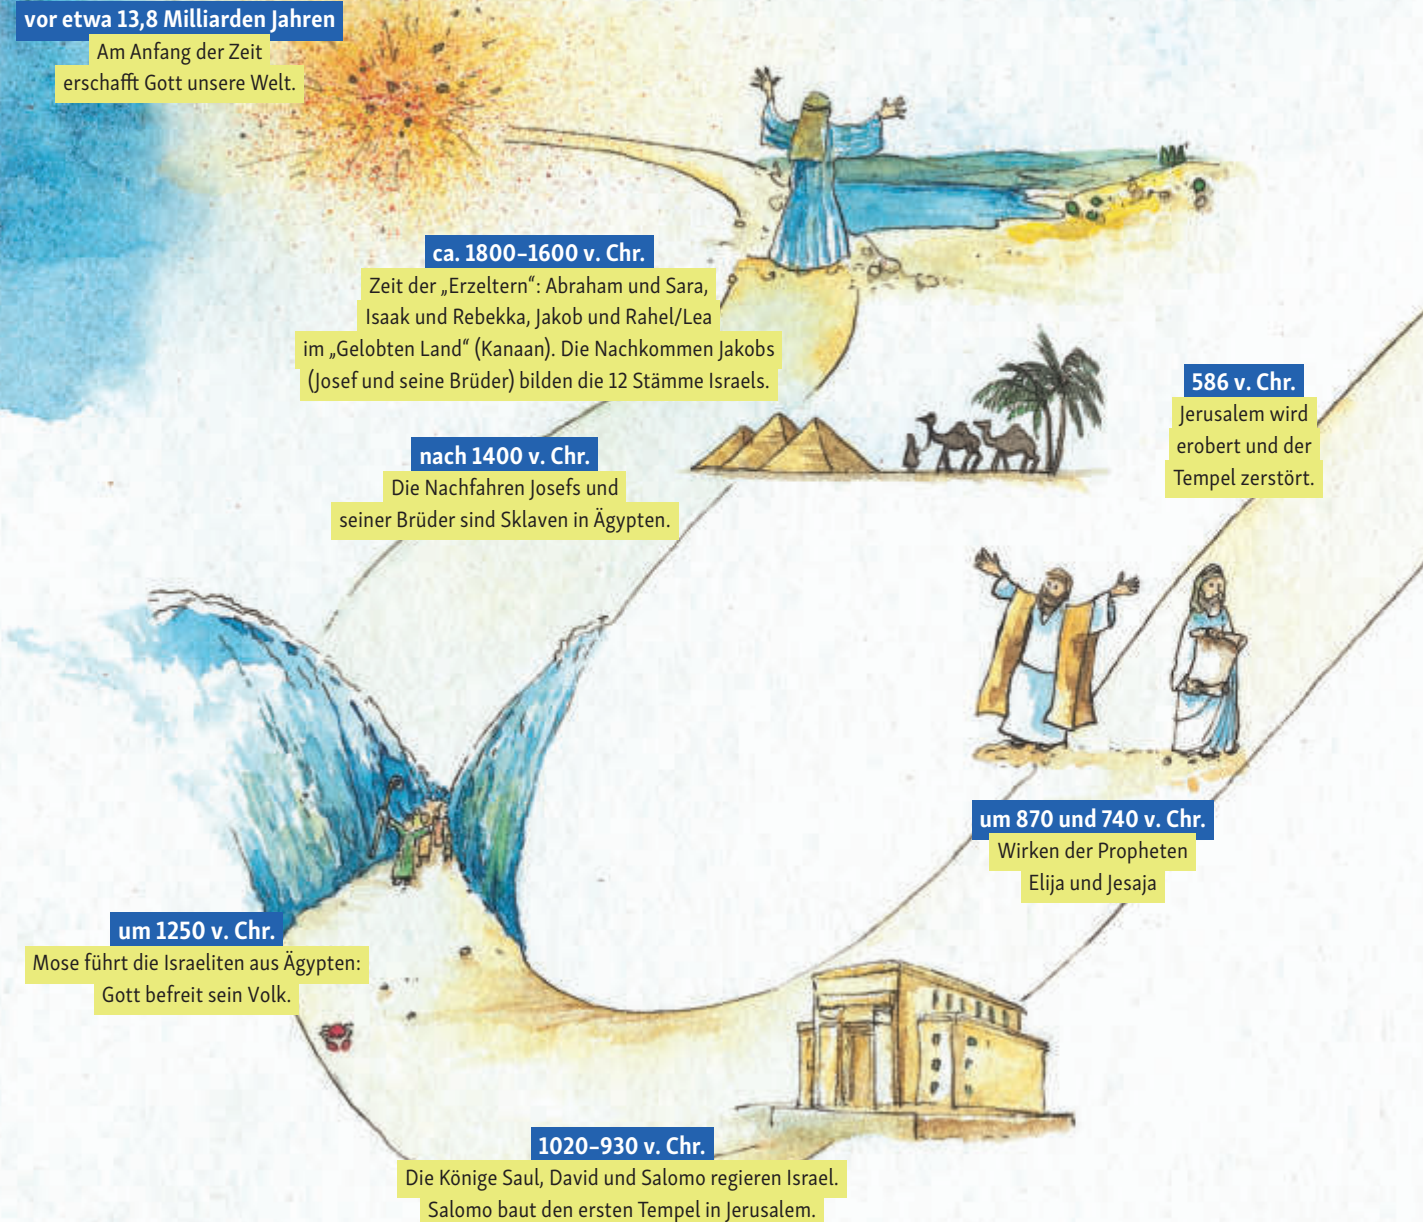 vor etwa 13,8 Milliarden Jahren
Am Anfang der Zeit
erschafft Gott unsere Welt.
ca. 1800–1600 v. Chr.
Zeit der „Erzeltern“: Abraham und Sara,
Isaak und Rebekka, Jakob und Rahel/Lea
im „Gelobten Land“ (Kanaan). Die Nachkommen Jakobs
(Josef und seine Brüder) bilden die 12 Stämme Israels.
nach 1400 v. Chr.
Die Nachfahren Josefs und
seiner Brüder sind Sklaven in Ägypten.
um 1250 v. Chr.
Mose führt die Israeliten aus Ägypten:
Gott befreit sein Volk.
1020–930 v. Chr.
Die Könige Saul, David und Salomo regieren Israel.
Salomo baut den ersten Tempel in Jerusalem.
um 870 und 740 v. Chr.
Wirken der Propheten
Elija und Jesaja
586 v. Chr.
Jerusalem wird
erobert und der
Tempel zerstört.